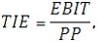 TIE = EBIT / PP,